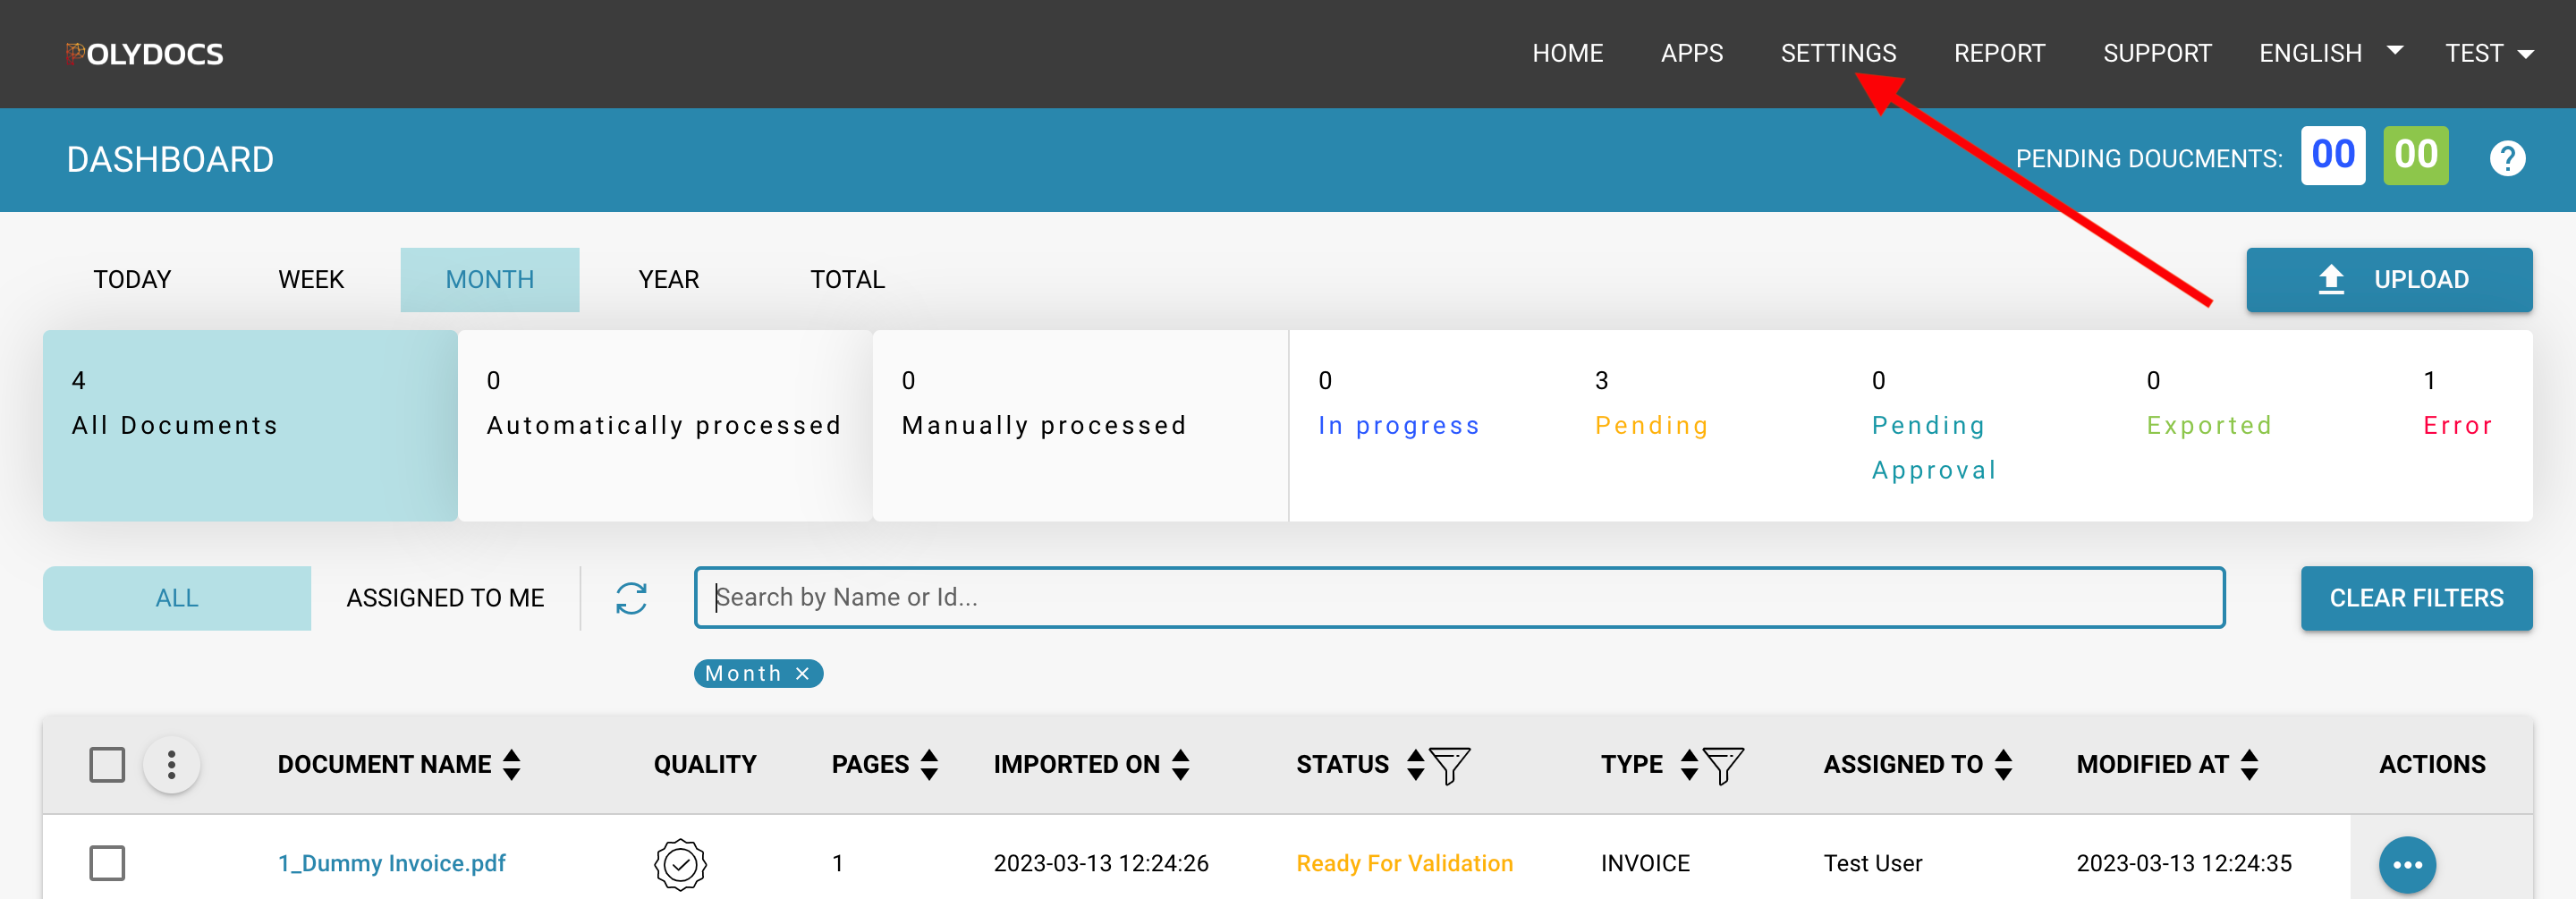 POLYDOCS
HOME APPS SETTINGS REPORT SUPPORT ENGLISH TEST
DASHBOARD
PENDING DOUCMENTS: 00 00 ?
TODAY WEEK MONTH YEAR TOTAL
UPLOAD
4 0 0 0 3 0 0 1
All Documents Automatically processed Manually processed In progress Pending Pending Exported Error
Approval
ALL ASSIGNED TO ME Search by Name or Id... CLEAR FILTERS
Month ×
DOCUMENT NAME QUALITY PAGES IMPORTED ON STATUS TYPE ASSIGNED TO MODIFIED AT ACTIONS
1_Dummy Invoice.pdf 1 2023-03-13 12:24:26 Ready For Validation INVOICE Test User 2023-03-13 12:24:35